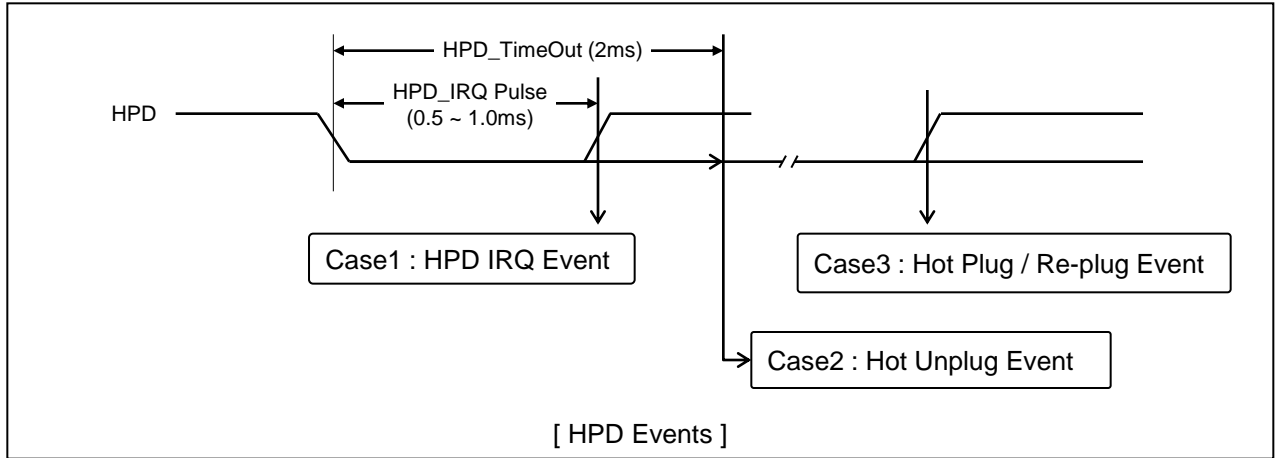 HPD_TimeOut (2ms)
HPD_IRQ Pulse
(0.5 ~ 1.0ms)
HPD
Case1 : HPD IRQ Event
Case3 : Hot Plug / Re-plug Event
Case2 : Hot Unplug Event
[ HPD Events ]